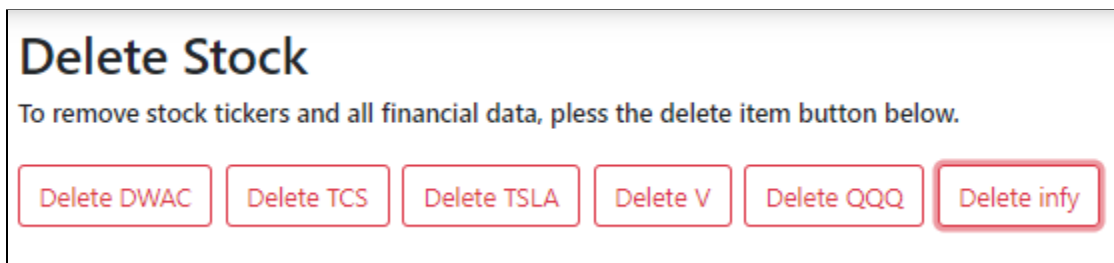 Delete Stock
To remove stock tickers and all financial data, pless the delete item button below.
Delete DWAC Delete TCS Delete TSLA Delete V Delete QQQ Delete infy